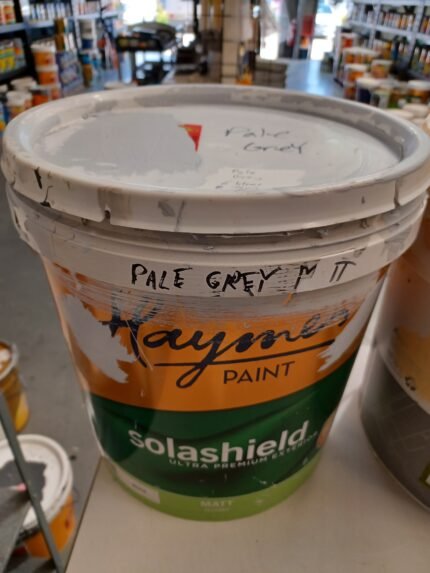 Pale
Grey
PALE GREY M
Haymes
PAINT
solashield
ULTRA PREMIUM EXTERIOR
MATT